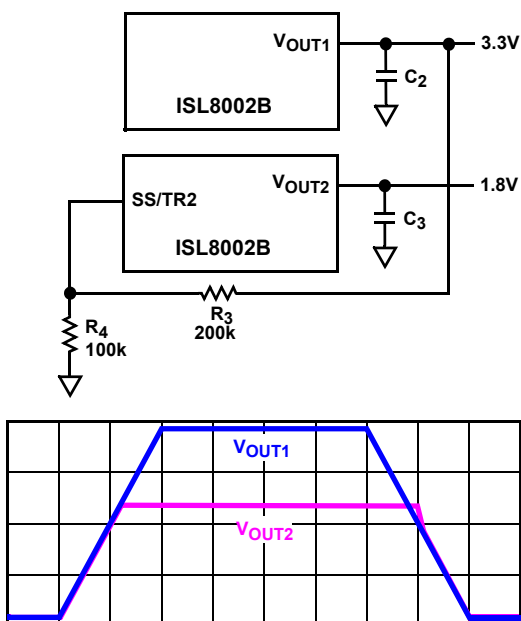 VOUT1
3.3V
C2
ISL8002B
VOUT2
1.8V
SS/TR2
C3
ISL8002B
R3
200k
R4
100k
VOUT1
VOUT2